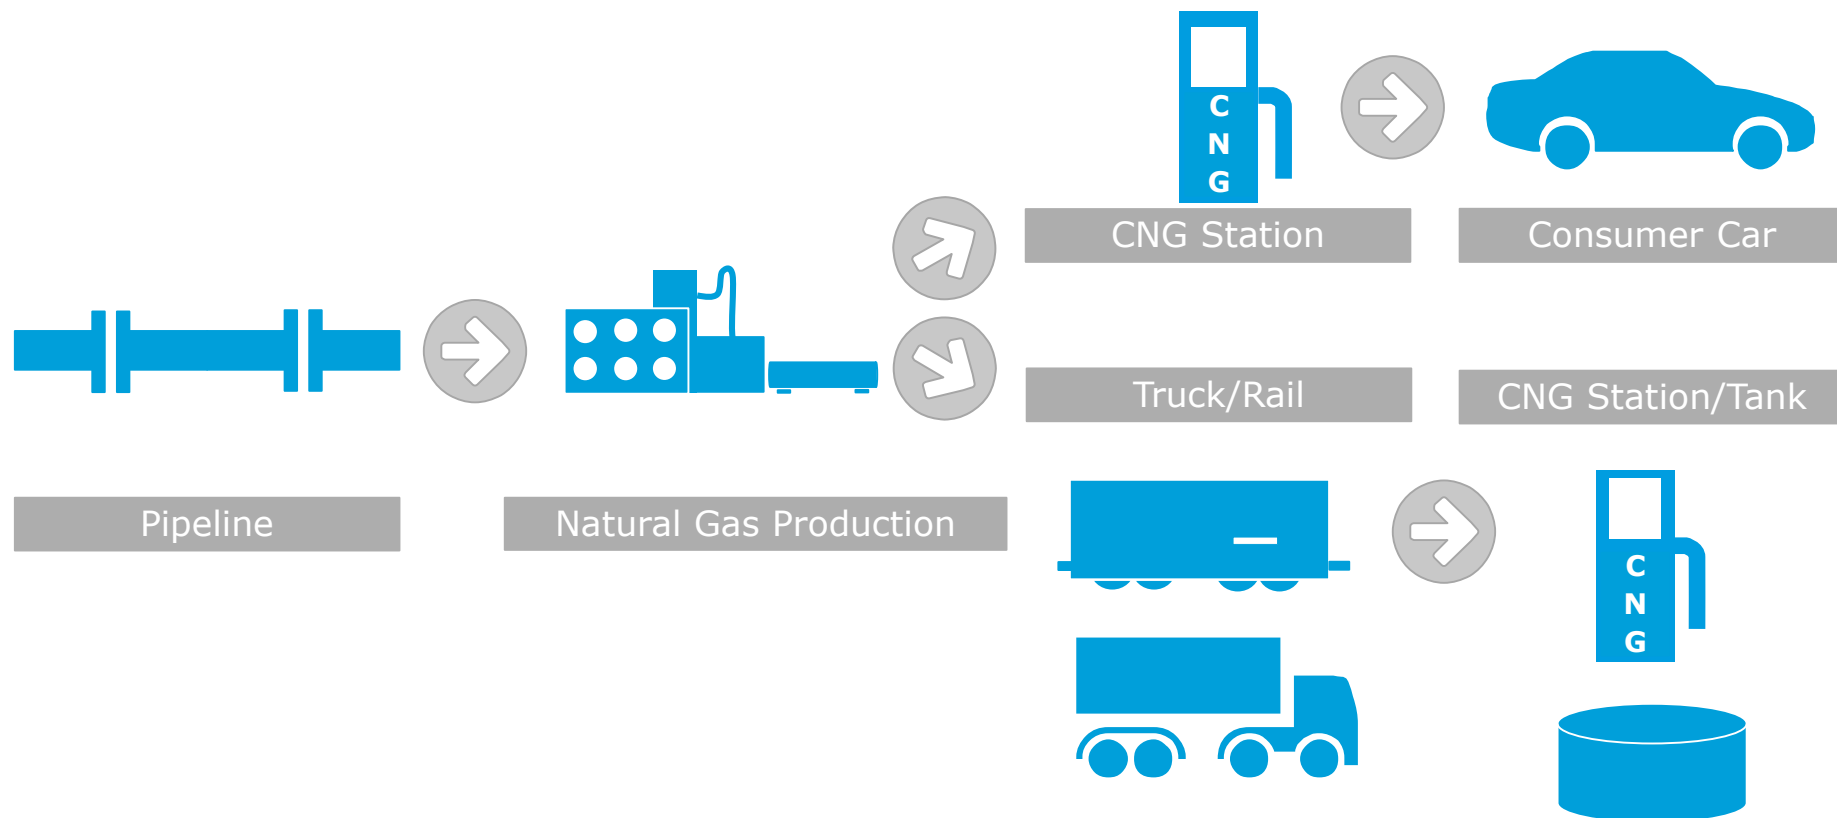 C
N
G
CNG Station
Consumer Car
Truck/Rail
CNG Station/Tank
Pipeline
Natural Gas Production
C
N
G